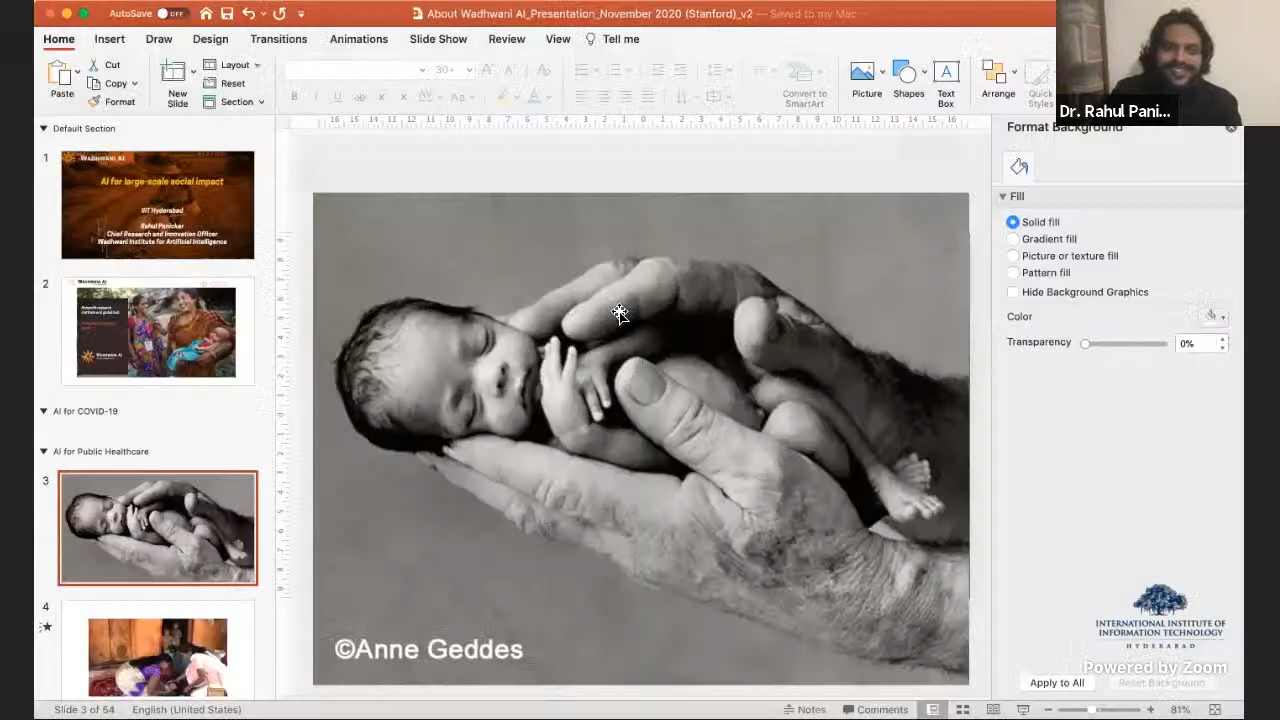 AutoSave OFF
About Wadhwani AI_Presentation_November 2020 (Stanford)_v2 — Saved to my Mac
Home Insert Draw Design Transitions Animations Slide Show Review View Tell me
Paste
Cut
Copy
Format
New Slide
Layout
Reset
Section
30
Convert to SmartArt
Picture
Shapes
Text Box
Arrange
Quick Styles
Dr. Rahul Pani...
Format Background
Fill
Solid fill
Gradient fill
Picture or texture fill
Pattern fill
Hide Background Graphics
Color
Transparency 0%
Default Section
1
WADHWANI AI
AI for large-scale social impact
IIIT Hyderabad
Rahul Panicker
Chief Research and Innovation Officer
Wadhwani Institute for Artificial Intelligence
2
WADHWANI AI
AI for COVID-19
AI for Public Healthcare
3
4
©Anne Geddes
INTERNATIONAL INSTITUTE OF
INFORMATION TECHNOLOGY
HYDERABAD
Powered by Zoom
Apply to All Reset Background
Slide 3 of 54 English (United States) Notes Comments 81%